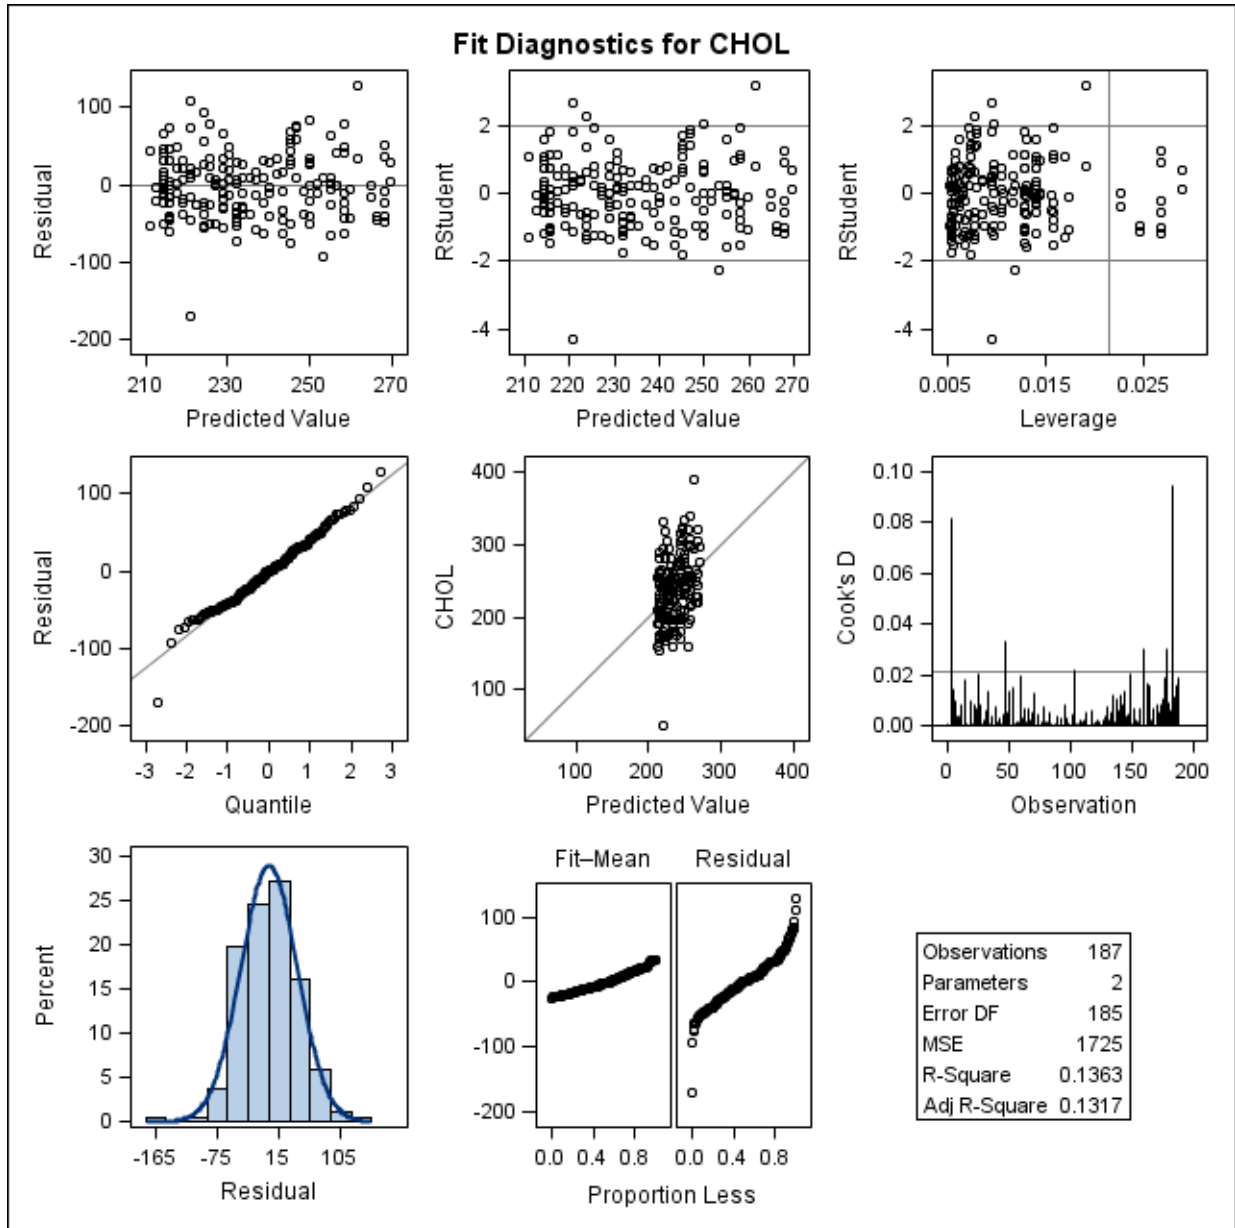 Fit Diagnostics for CHOL
Residual
100
0
-100
-200
210 230 250 270
Predicted Value
RStudent
2
0
-2
-4
210 220 230 240 250 260 270
Predicted Value
RStudent
2
0
-2
-4
0.005 0.015 0.025
Leverage
Residual
100
0
-100
-200
-3 -2 -1 0 1 2 3
Quantile
CHOL
400
300
200
100
100 200 300 400
Predicted Value
Cook's D
0.10
0.08
0.06
0.04
0.02
0.00
0 50 100 150 200
Observation
Percent
30
25
20
15
10
5
0
-165 -75 15 105
Residual
Fit–Mean Residual
100
0
-100
-200
0.0 0.4 0.8 0.0 0.4 0.8
Proportion Less
Observations 187
Parameters 2
Error DF 185
MSE 1725
R-Square 0.1363
Adj R-Square 0.1317